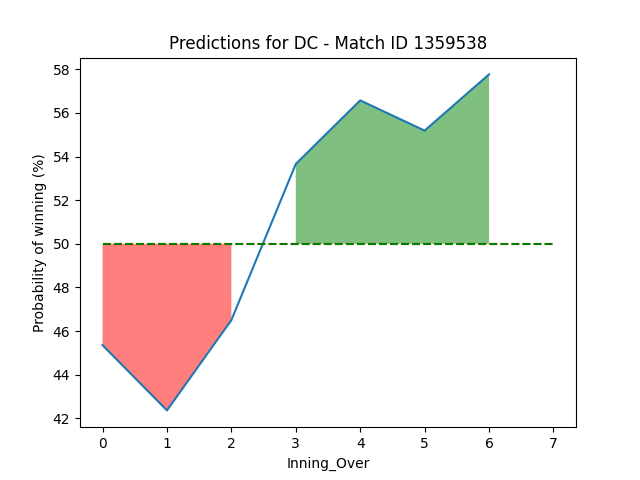 Predictions for DC - Match ID 1359538
Probability of winning (%)
58
56
54
52
50
48
46
44
42
0 1 2 3 4 5 6 7
Inning_Over